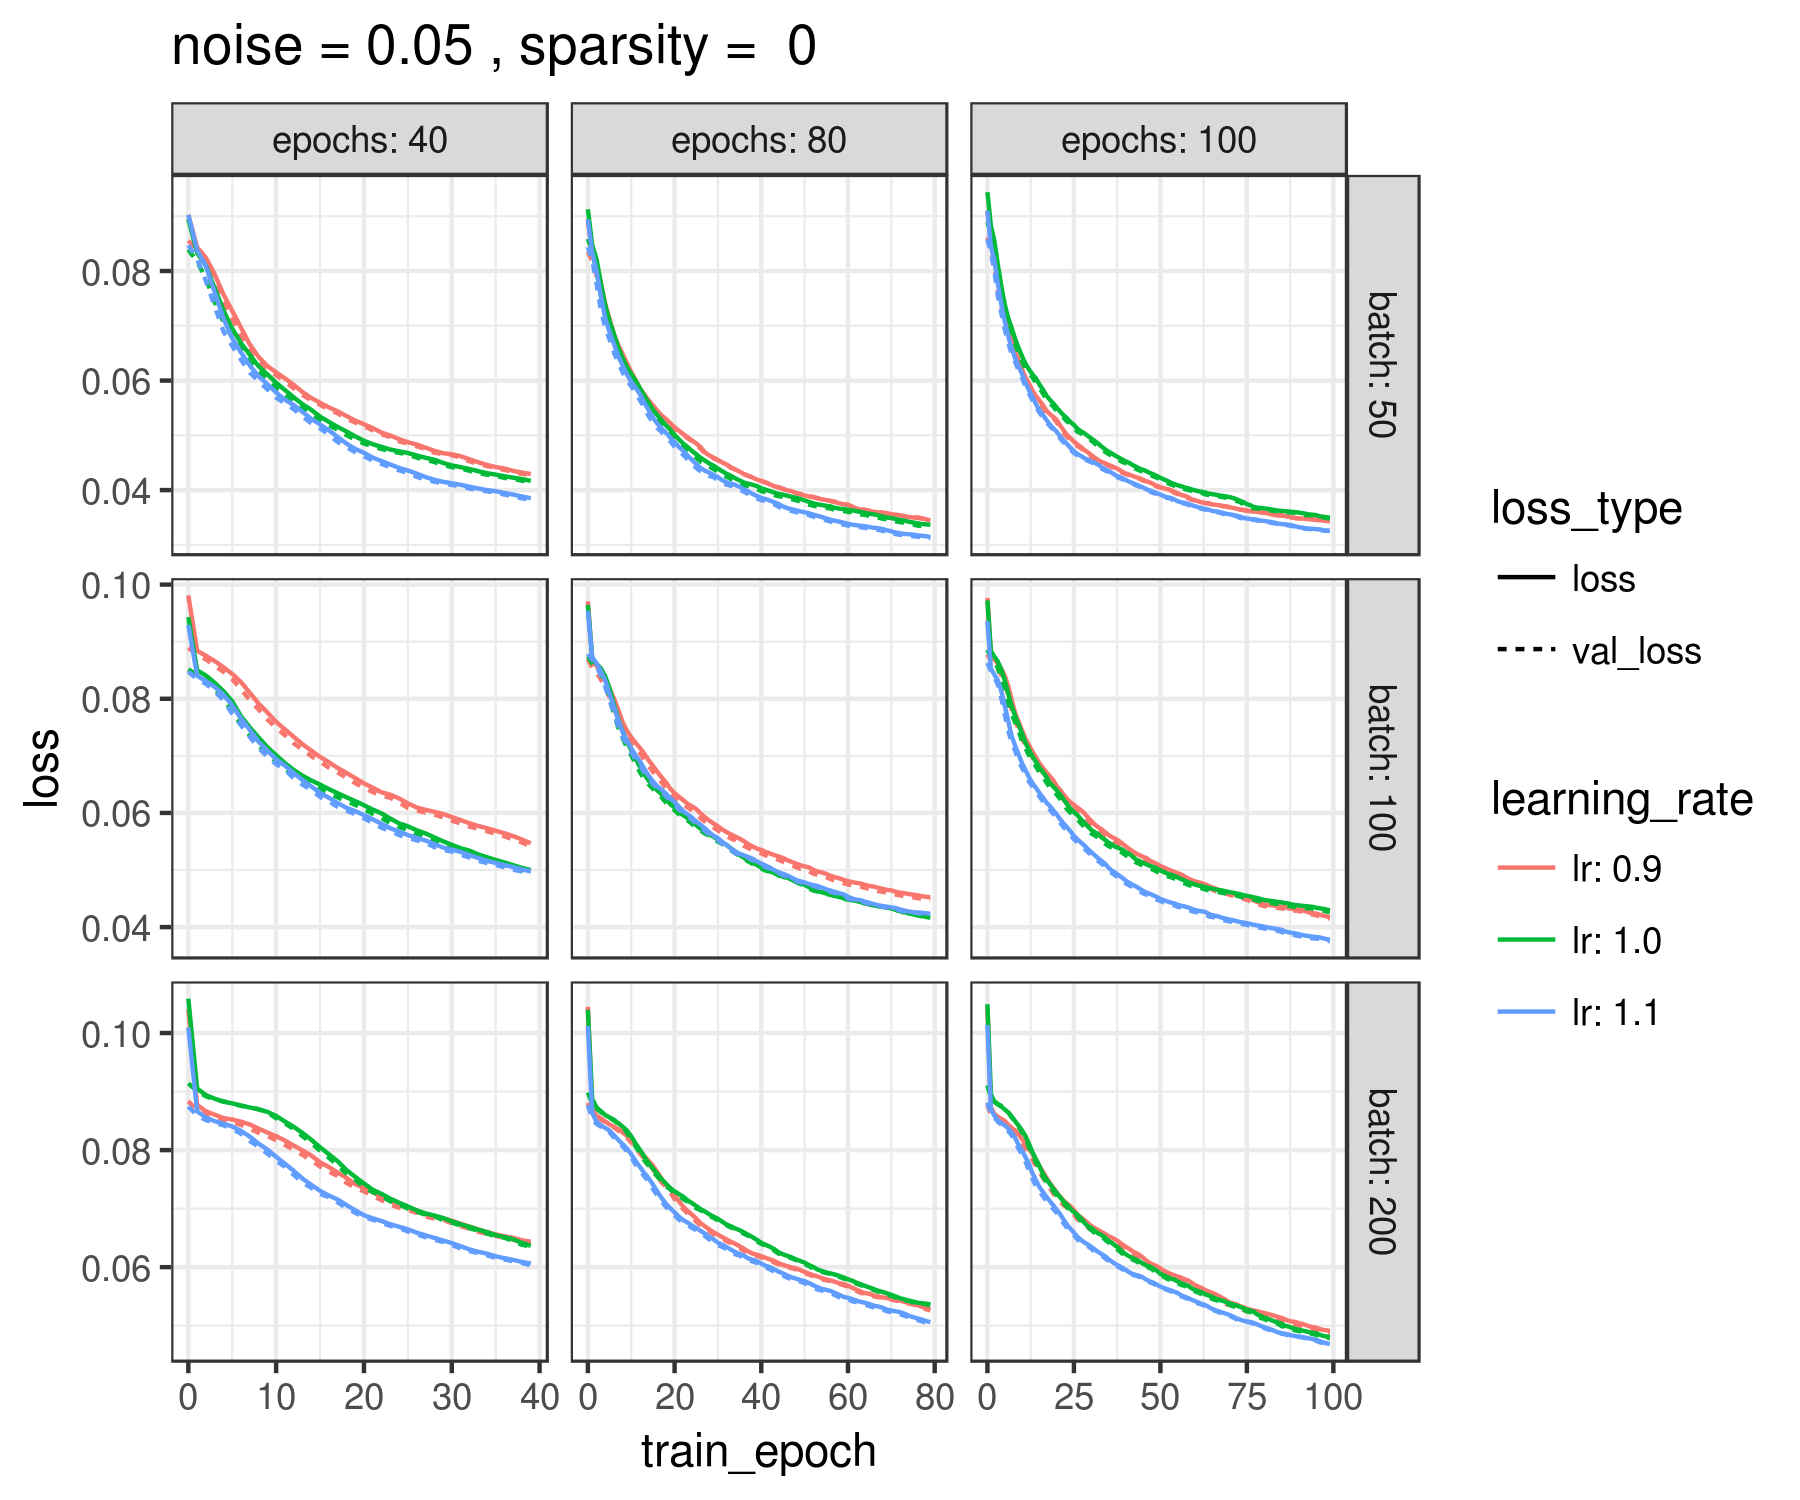 noise = 0.05 , sparsity =  0
epochs: 40
epochs: 80
epochs: 100
0.08
0.06
0.04
batch: 50
0.10
0.08
0.06
0.04
batch: 100
0.10
0.08
0.06
batch: 200
loss
0 10 20 30 40
0 20 40 60 80
0 25 50 75 100
train_epoch
loss_type
loss
val_loss
learning_rate
lr: 0.9
lr: 1.0
lr: 1.1